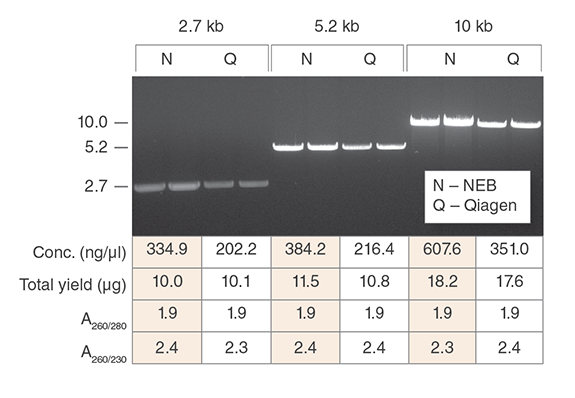 2.7 kb 5.2 kb 10 kb
N Q N Q N Q
10.0
5.2
2.7
N – NEB
Q – Qiagen
Conc. (ng/µl) 334.9 202.2 384.2 216.4 607.6 351.0
Total yield (µg) 10.0 10.1 11.5 10.8 18.2 17.6
A260/280 1.9 1.9 1.9 1.9 1.9 1.9
A260/230 2.4 2.3 2.4 2.4 2.3 2.4